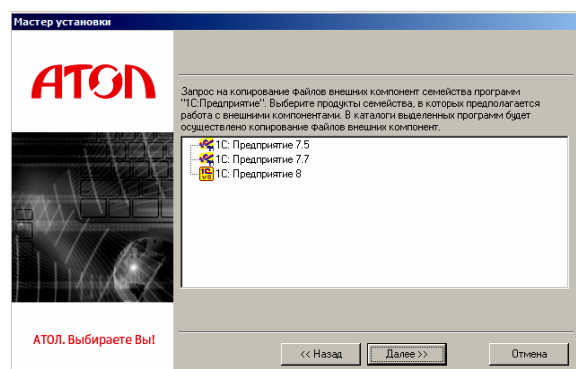 Мастер установки
АТОЛ
Запрос на копирование файлов внешних компонент семейства программ
"1С:Предприятие". Выберите продукты семейства, в которых предполагается
работа с внешними компонентами. В каталоги выделенных программ будет
осуществлено копирование файлов внешних компонент.
1С: Предприятие 7.5
1С: Предприятие 7.7
1С: Предприятие 8
АТОЛ. Выбираете Вы!
<< Назад Далее >> Отмена